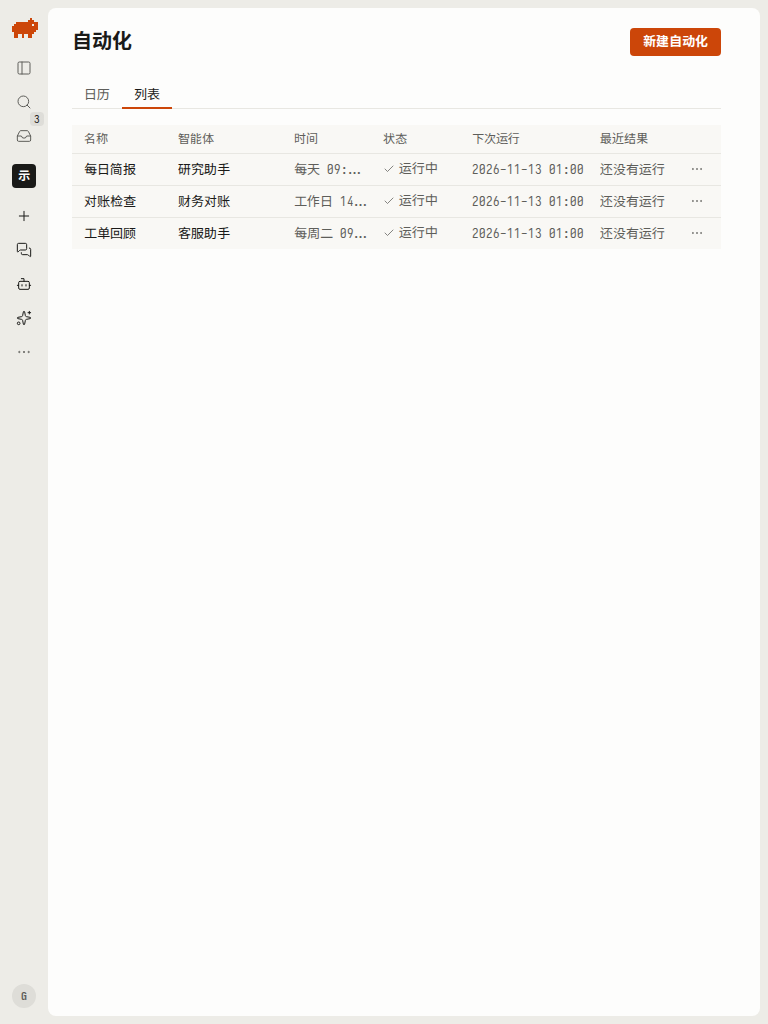 自动化
新建自动化
日历 列表
3
示
名称 智能体 时间 状态 下次运行 最近结果
每日简报 研究助手 每天 09:... 运行中 2026-11-13 01:00 还没有运行 ...
对账检查 财务对账 工作日 14... 运行中 2026-11-13 01:00 还没有运行 ...
工单回顾 客服助手 每周二 09... 运行中 2026-11-13 01:00 还没有运行 ...
G